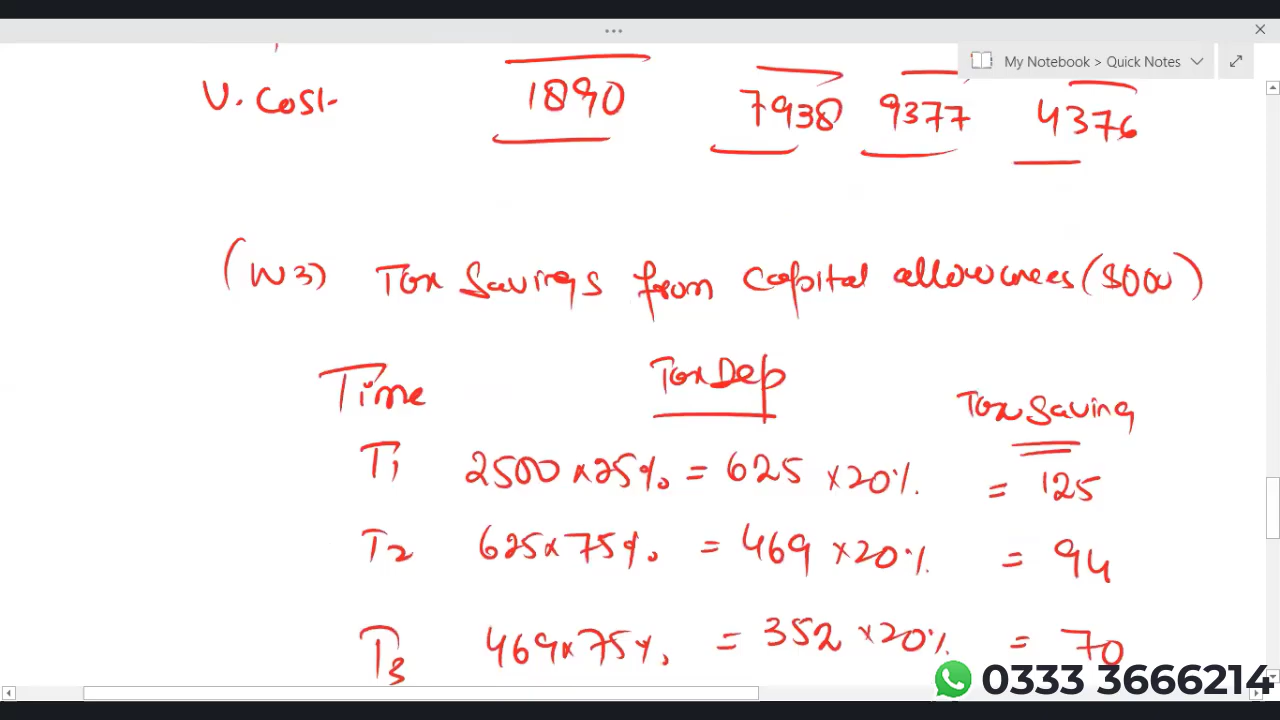 My Notebook > Quick Notes
V. Cost 1890 7938 9377 4376
(W3) Tax Savings from Capital allowances ($000)
Time Tax Dep Tax Saving
T1 2500 x 25% = 625 x 20% = 125
T2 625 x 75% = 469 x 20% = 94
T3 469 x 75% = 352 x 20% = 70
0333 3666214